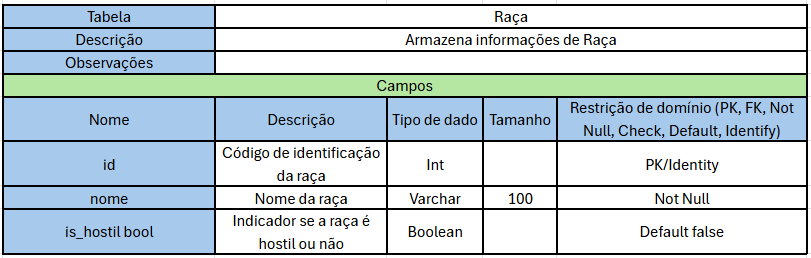 Tabela Raça
Descrição Armazena informações de Raça
Observações
Campos
Nome Descrição Tipo de dado Tamanho Restrição de domínio (PK, FK, Not
Null, Check, Default, Identify)
id Código de identificação
da raça Int PK/Identity
nome Nome da raça Varchar 100 Not Null
is_hostil bool Indicador se a raça é
hostil ou não Boolean Default false